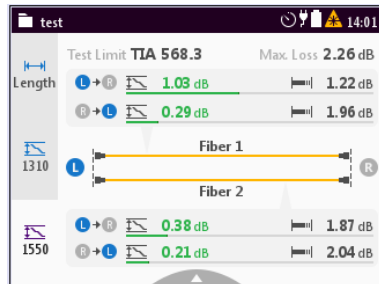 test 14:01
Test Limit TIA 568.3 Max. Loss 2.26 dB
Length
L R 1.03 dB 1.22 dB
R L 0.29 dB 1.96 dB
Fiber 1
1310
L R
Fiber 2
1550
L R 0.38 dB 1.87 dB
R L 0.21 dB 2.04 dB